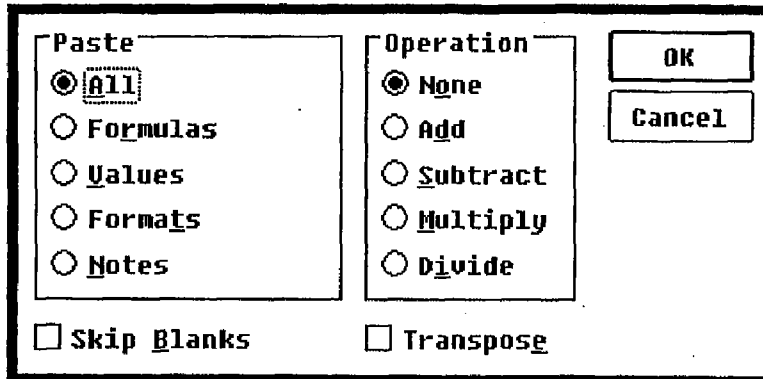 Paste
All
Formulas
Values
Formats
Notes
Operation
None
Add
Subtract
Multiply
Divide
OK
Cancel
Skip Blanks
Transpose